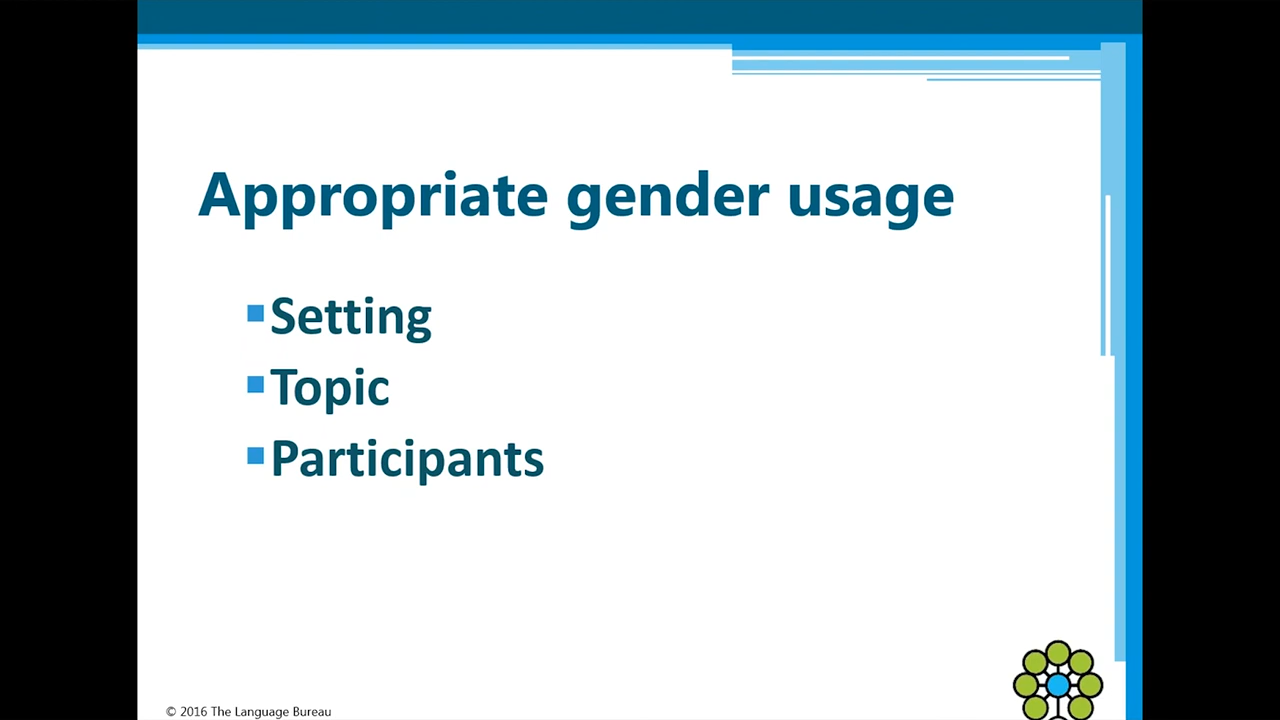 Appropriate gender usage
Setting
Topic
Participants
© 2016 The Language Bureau